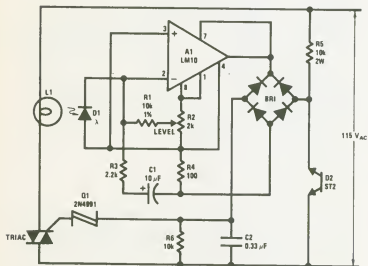 A1
LM10
3
+
7
2
−
8
1
4
R1
10k
1%
LEVEL
R2
2k
L1
D1
λ
R3
2.2k
C1
10 μF
+
R4
100
BRI
R5
10k
2W
115 VAC
D2
ST2
Q1
2N4991
TRIAC
R6
10k
C2
0.33 μF